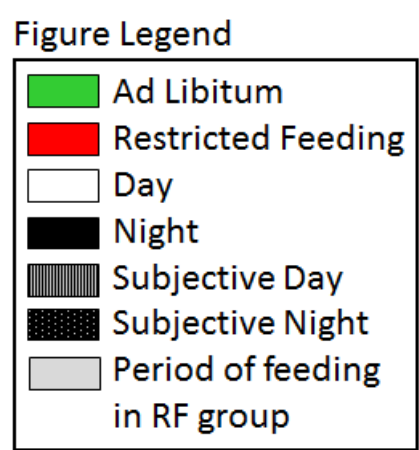 Figure Legend
Ad Libitum
Restricted Feeding
Day
Night
Subjective Day
Subjective Night
Period of feeding
in RF group